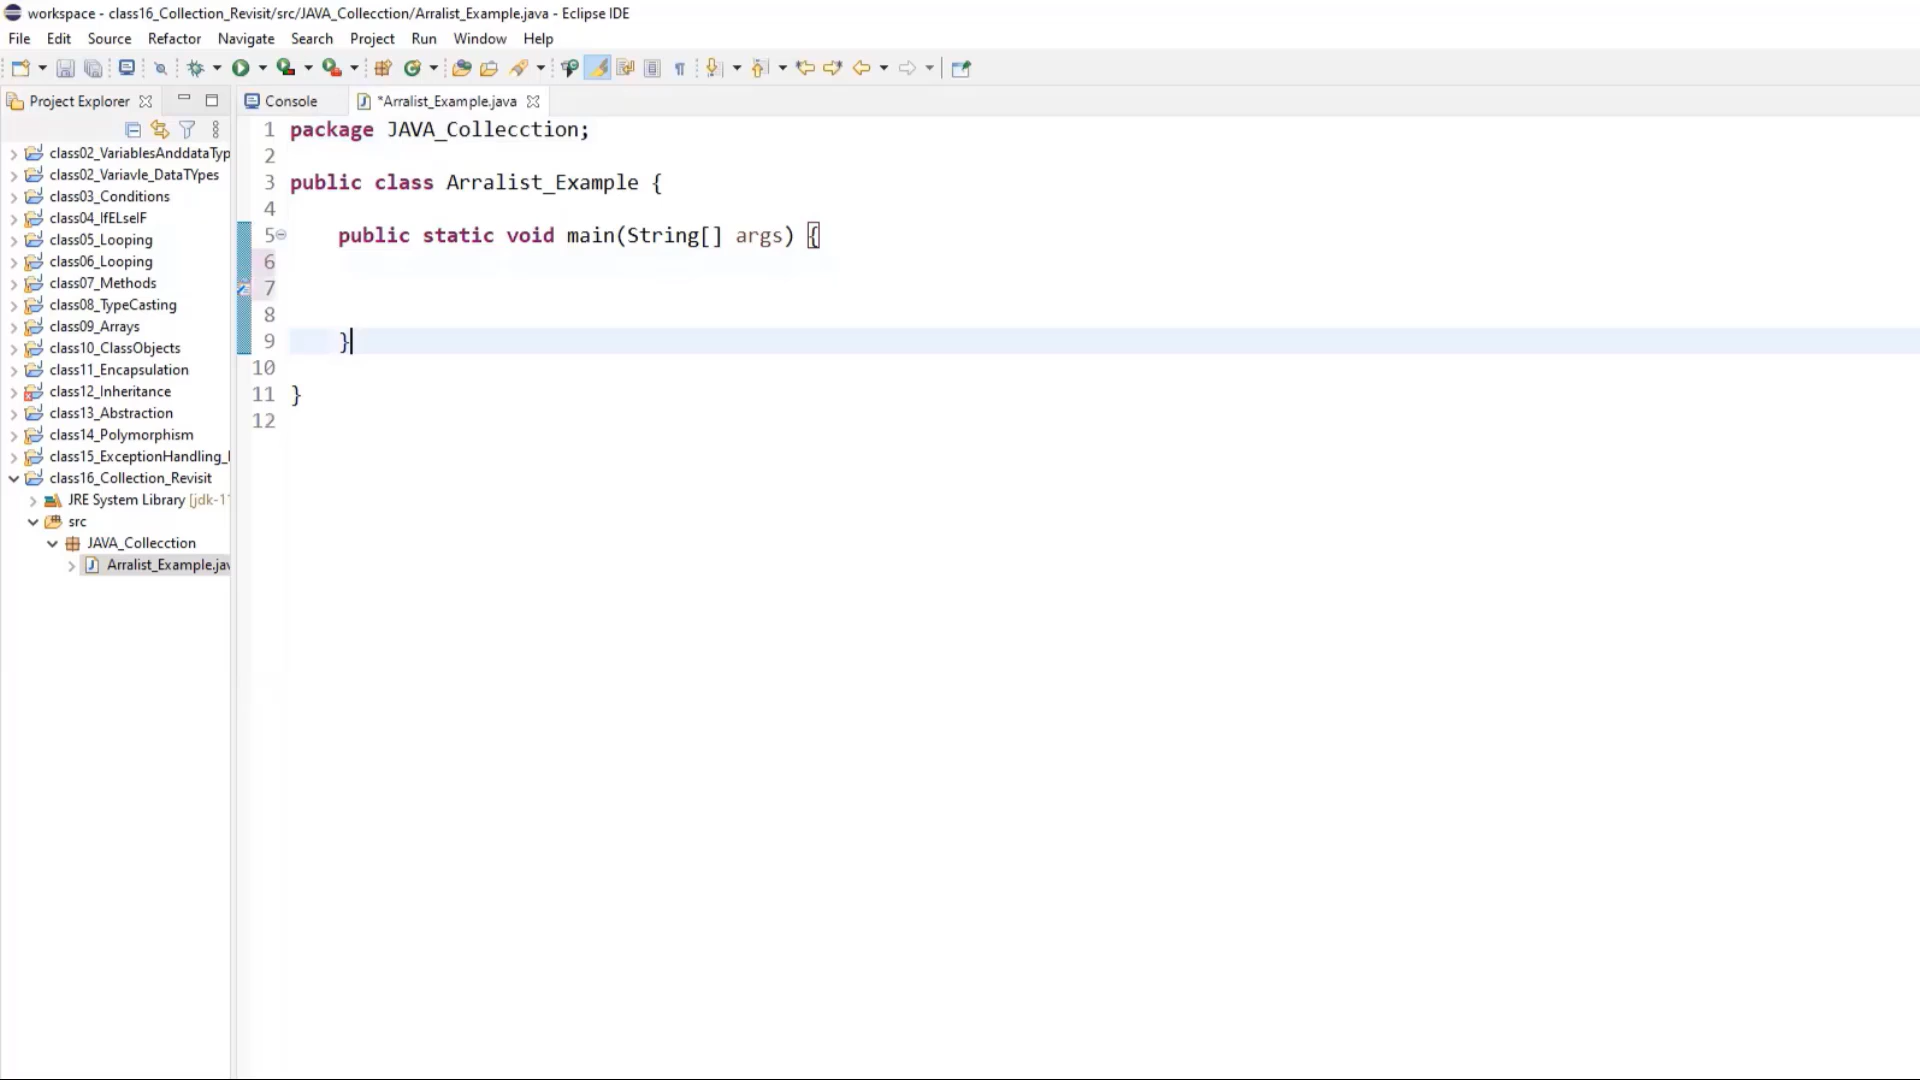 workspace - class16_Collection_Revisit/src/JAVA_Collecction/Arralist_Example.java - Eclipse IDE
File Edit Source Refactor Navigate Search Project Run Window Help
Project Explorer
Console *Arralist_Example.java
class02_VariablesAnddataTyp
class02_Variavle_DataTYpes
class03_Conditions
class04_IfELseIF
class05_Looping
class06_Looping
class07_Methods
class08_TypeCasting
class09_Arrays
class10_ClassObjects
class11_Encapsulation
class12_Inheritance
class13_Abstraction
class14_Polymorphism
class15_ExceptionHandling_
class16_Collection_Revisit
JRE System Library [jdk-1
src
JAVA_Collecction
Arralist_Example.jav
1 package JAVA_Collecction;
2
3 public class Arralist_Example {
4
5 public static void main(String[] args) {
6
7
8
9 }
10
11 }
12